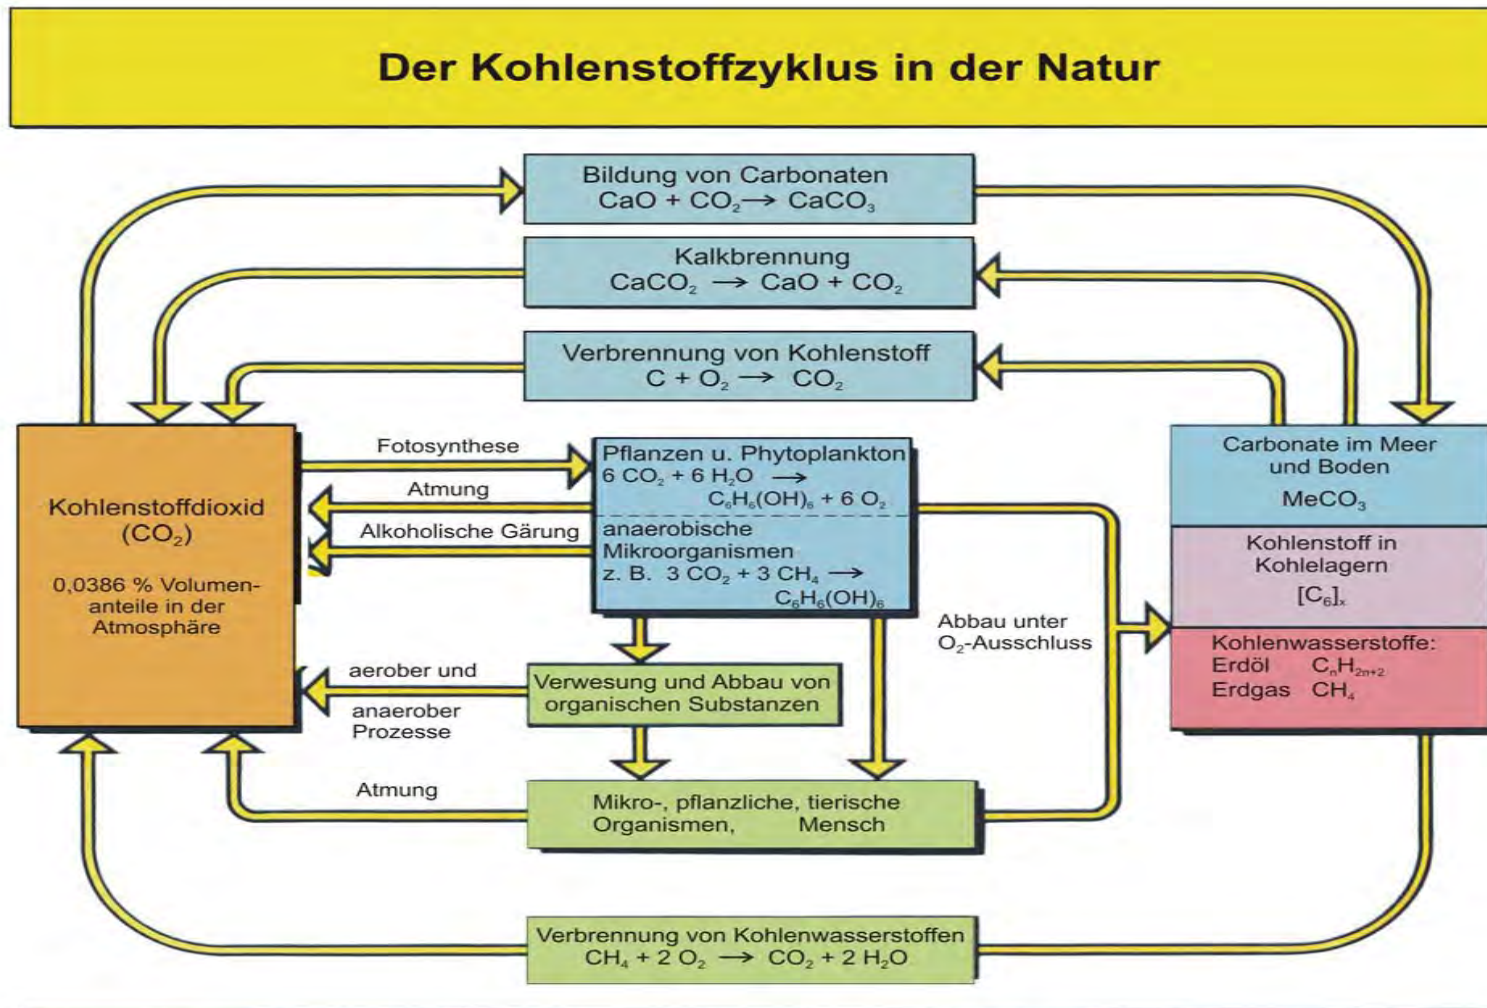 Der Kohlenstoffzyklus in der Natur
Bildung von Carbonaten
CaO + CO₂ → CaCO₃
Kalkbrennung
CaCO₂ → CaO + CO₂
Verbrennung von Kohlenstoff
C + O₂ → CO₂
Kohlenstoffdioxid
(CO₂)
0,0386 % Volumen-
anteile in der
Atmosphäre
Fotosynthese
Atmung
Alkoholische Gärung
Pflanzen u. Phytoplankton
6 CO₂ + 6 H₂O →
C₆H₆(OH)₆ + 6 O₂
anaerobische
Mikroorganismen
z. B. 3 CO₂ + 3 CH₄ →
C₆H₆(OH)₆
Carbonate im Meer
und Boden
MeCO₃
Kohlenstoff in
Kohlelagern
[C₆]ₓ
Kohlenwasserstoffe:
Erdöl CₙH₂ₙ₊₂
Erdgas CH₄
Abbau unter
O₂-Ausschluss
aerober und
anaerober
Prozesse
Verwesung und Abbau von
organischen Substanzen
Atmung
Mikro-, pflanzliche, tierische
Organismen, Mensch
Verbrennung von Kohlenwasserstoffen
CH₄ + 2 O₂ → CO₂ + 2 H₂O